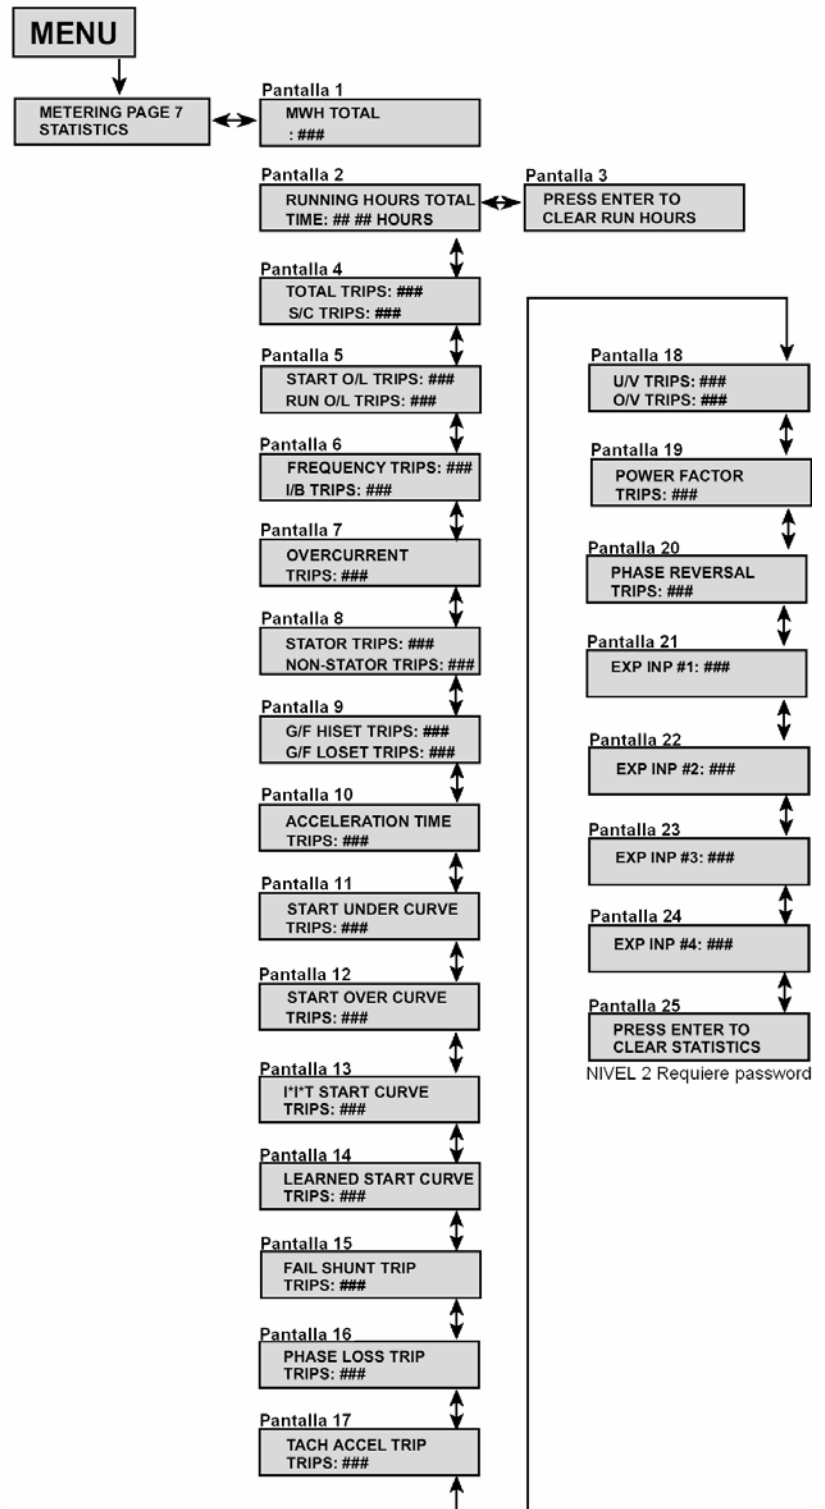 MENU
METERING PAGE 7
STATISTICS
Pantalla 1
MWH TOTAL
: ###
Pantalla 2
RUNNING HOURS TOTAL
TIME: ## ## HOURS
Pantalla 3
PRESS ENTER TO
CLEAR RUN HOURS
Pantalla 4
TOTAL TRIPS: ###
S/C TRIPS: ###
Pantalla 5
START O/L TRIPS: ###
RUN O/L TRIPS: ###
Pantalla 6
FREQUENCY TRIPS: ###
I/B TRIPS: ###
Pantalla 7
OVERCURRENT
TRIPS: ###
Pantalla 8
STATOR TRIPS: ###
NON-STATOR TRIPS: ###
Pantalla 9
G/F HISET TRIPS: ###
G/F LOSET TRIPS: ###
Pantalla 10
ACCELERATION TIME
TRIPS: ###
Pantalla 11
START UNDER CURVE
TRIPS: ###
Pantalla 12
START OVER CURVE
TRIPS: ###
Pantalla 13
I*I*T START CURVE
TRIPS: ###
Pantalla 14
LEARNED START CURVE
TRIPS: ###
Pantalla 15
FAIL SHUNT TRIP
TRIPS: ###
Pantalla 16
PHASE LOSS TRIP
TRIPS: ###
Pantalla 17
TACH ACCEL TRIP
TRIPS: ###
Pantalla 18
U/V TRIPS: ###
O/V TRIPS: ###
Pantalla 19
POWER FACTOR
TRIPS: ###
Pantalla 20
PHASE REVERSAL
TRIPS: ###
Pantalla 21
EXP INP #1: ###
Pantalla 22
EXP INP #2: ###
Pantalla 23
EXP INP #3: ###
Pantalla 24
EXP INP #4: ###
Pantalla 25
PRESS ENTER TO
CLEAR STATISTICS
NIVEL 2 Requiere password